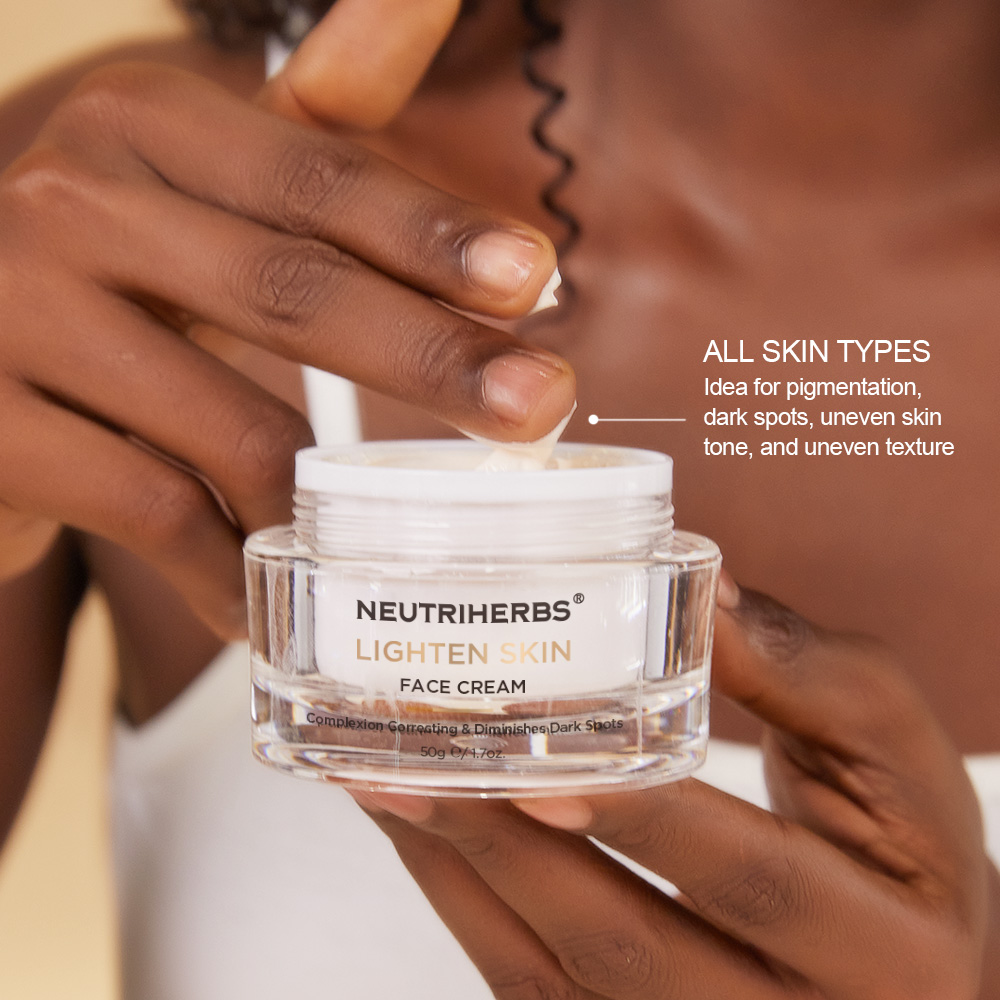 ALL SKIN TYPES
Idea for pigmentation,
dark spots, uneven skin
tone, and uneven texture
NEUTRIHERBS®
LIGHTEN SKIN
FACE CREAM
Complexion Correcting & Diminishes Dark Spots
50g ℮/ 1.7oz.